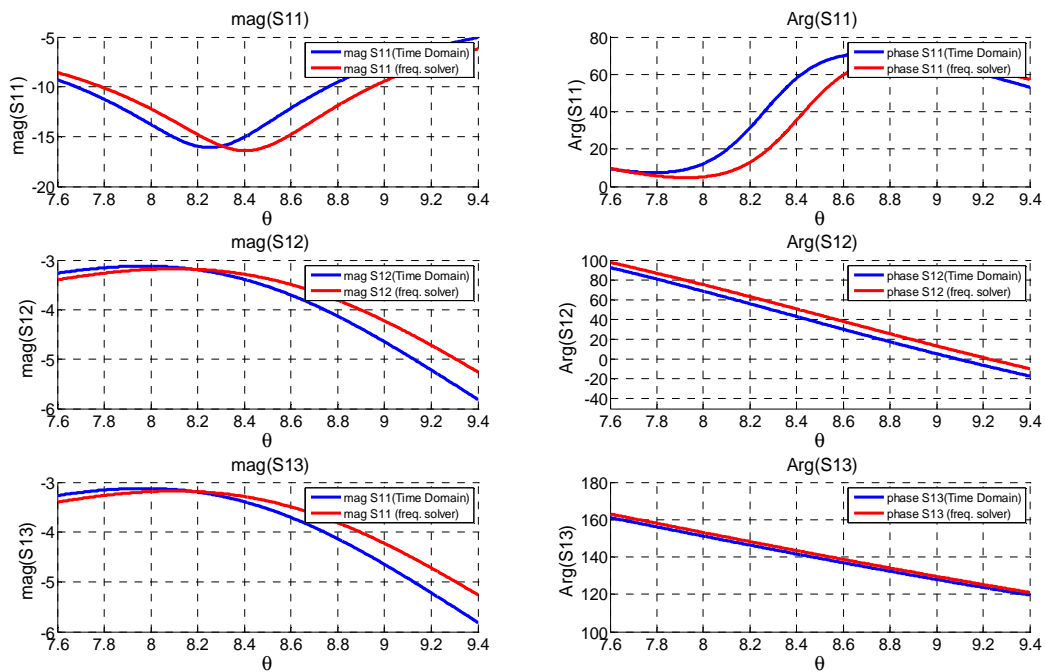 mag(S11)
mag(S11)
-5
-10
-15
-20
7.6 7.8 8 8.2 8.4 8.6 8.8 9 9.2 9.4
θ
mag S11(Time Domain)
mag S11 (freq. solver)
Arg(S11)
Arg(S11)
80
60
40
20
0
7.6 7.8 8 8.2 8.4 8.6 8.8 9 9.2 9.4
θ
phase S11(Time Domain)
phase S11 (freq. solver)
mag(S12)
mag(S12)
-3
-4
-5
-6
7.6 7.8 8 8.2 8.4 8.6 8.8 9 9.2 9.4
θ
mag S12(Time Domain)
mag S12 (freq. solver)
Arg(S12)
Arg(S12)
100
80
60
40
20
0
-20
-40
7.6 7.8 8 8.2 8.4 8.6 8.8 9 9.2 9.4
θ
phase S12(Time Domain)
phase S12 (freq. solver)
mag(S13)
mag(S13)
-3
-4
-5
-6
7.6 7.8 8 8.2 8.4 8.6 8.8 9 9.2 9.4
θ
mag S11(Time Domain)
mag S11 (freq. solver)
Arg(S13)
Arg(S13)
180
160
140
120
100
7.6 7.8 8 8.2 8.4 8.6 8.8 9 9.2 9.4
θ
phase S13(Time Domain)
phase S13 (freq. solver)